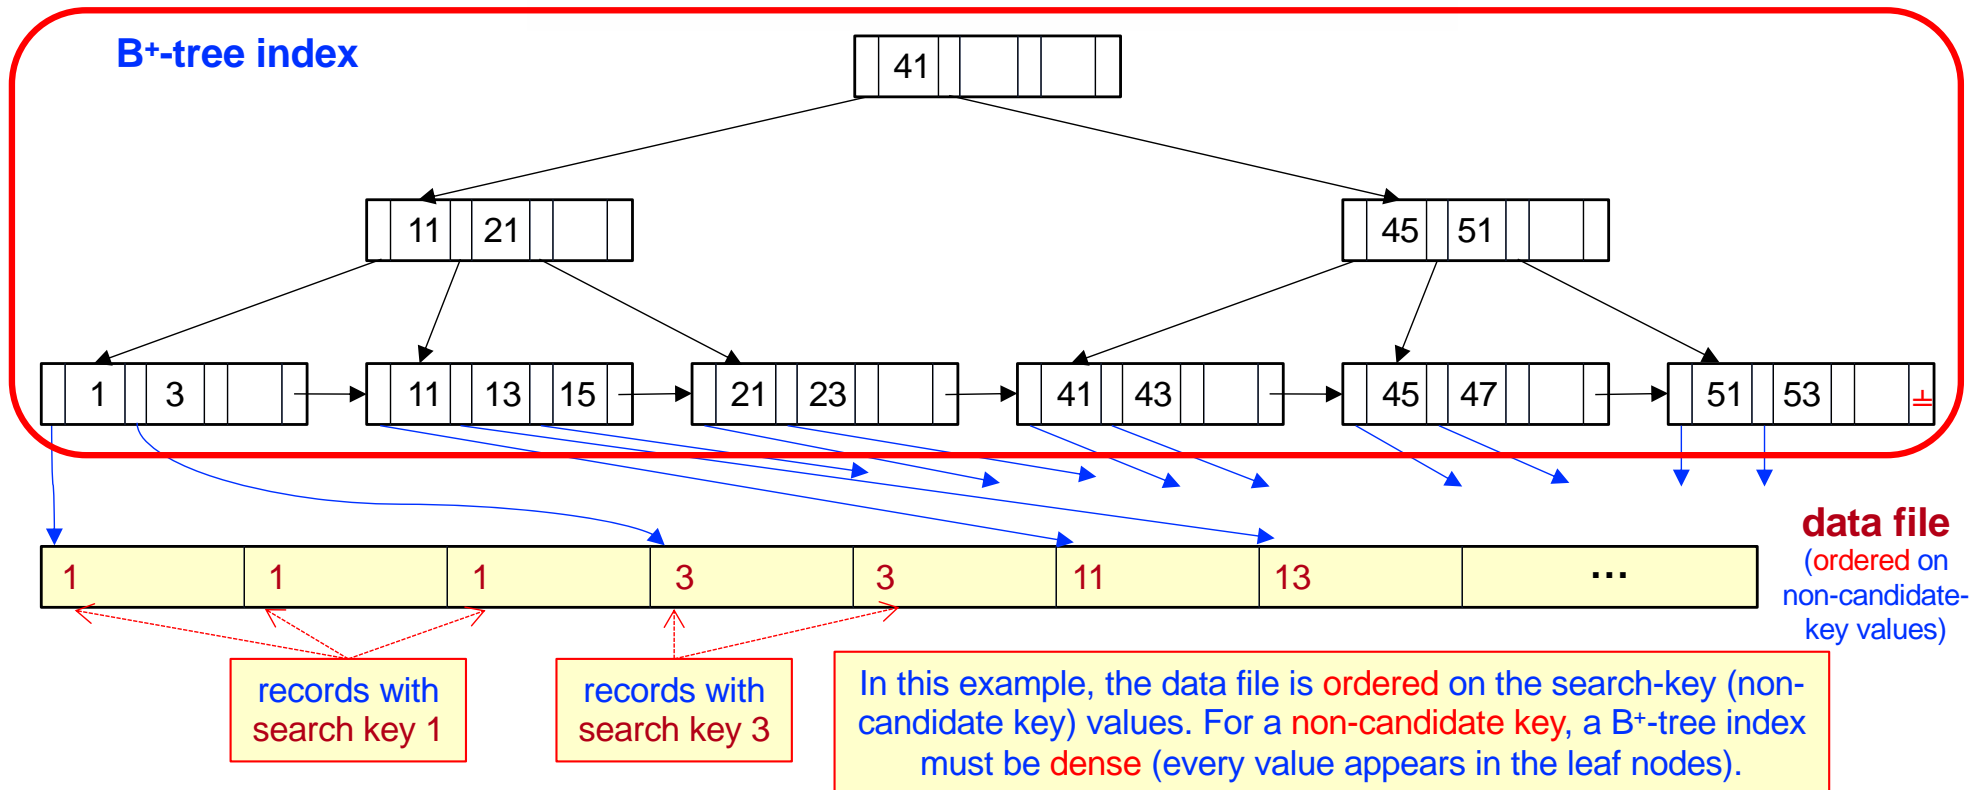 B⁺-tree index
41
11 21
45 51
1 3
11 13 15
21 23
41 43
45 47
51 53
data file
(ordered on
non-candidate-
key values)
1 1 1 3 3 11 13 ...
records with
search key 1
records with
search key 3
In this example, the data file is ordered on the search-key (non-
candidate key) values. For a non-candidate key, a B⁺-tree index
must be dense (every value appears in the leaf nodes).